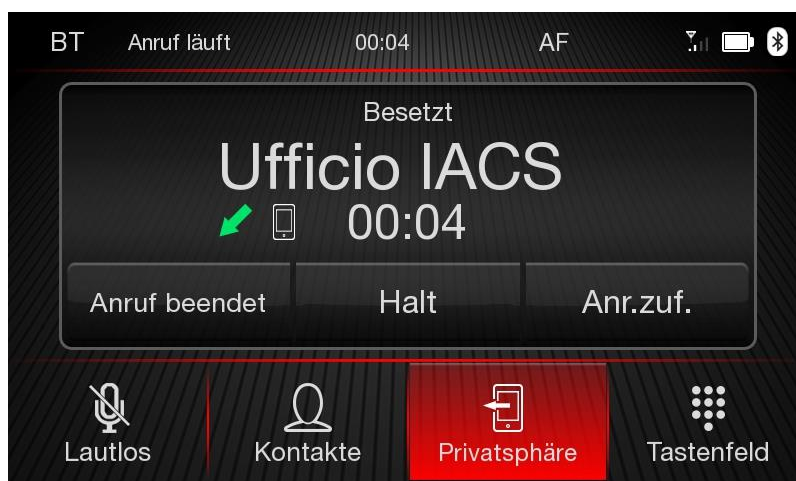 BT Anruf läuft 00:04 AF
Besetzt
Ufficio IACS
00:04
Anruf beendet Halt Anr.zuf.
Lautlos Kontakte Privatsphäre Tastenfeld